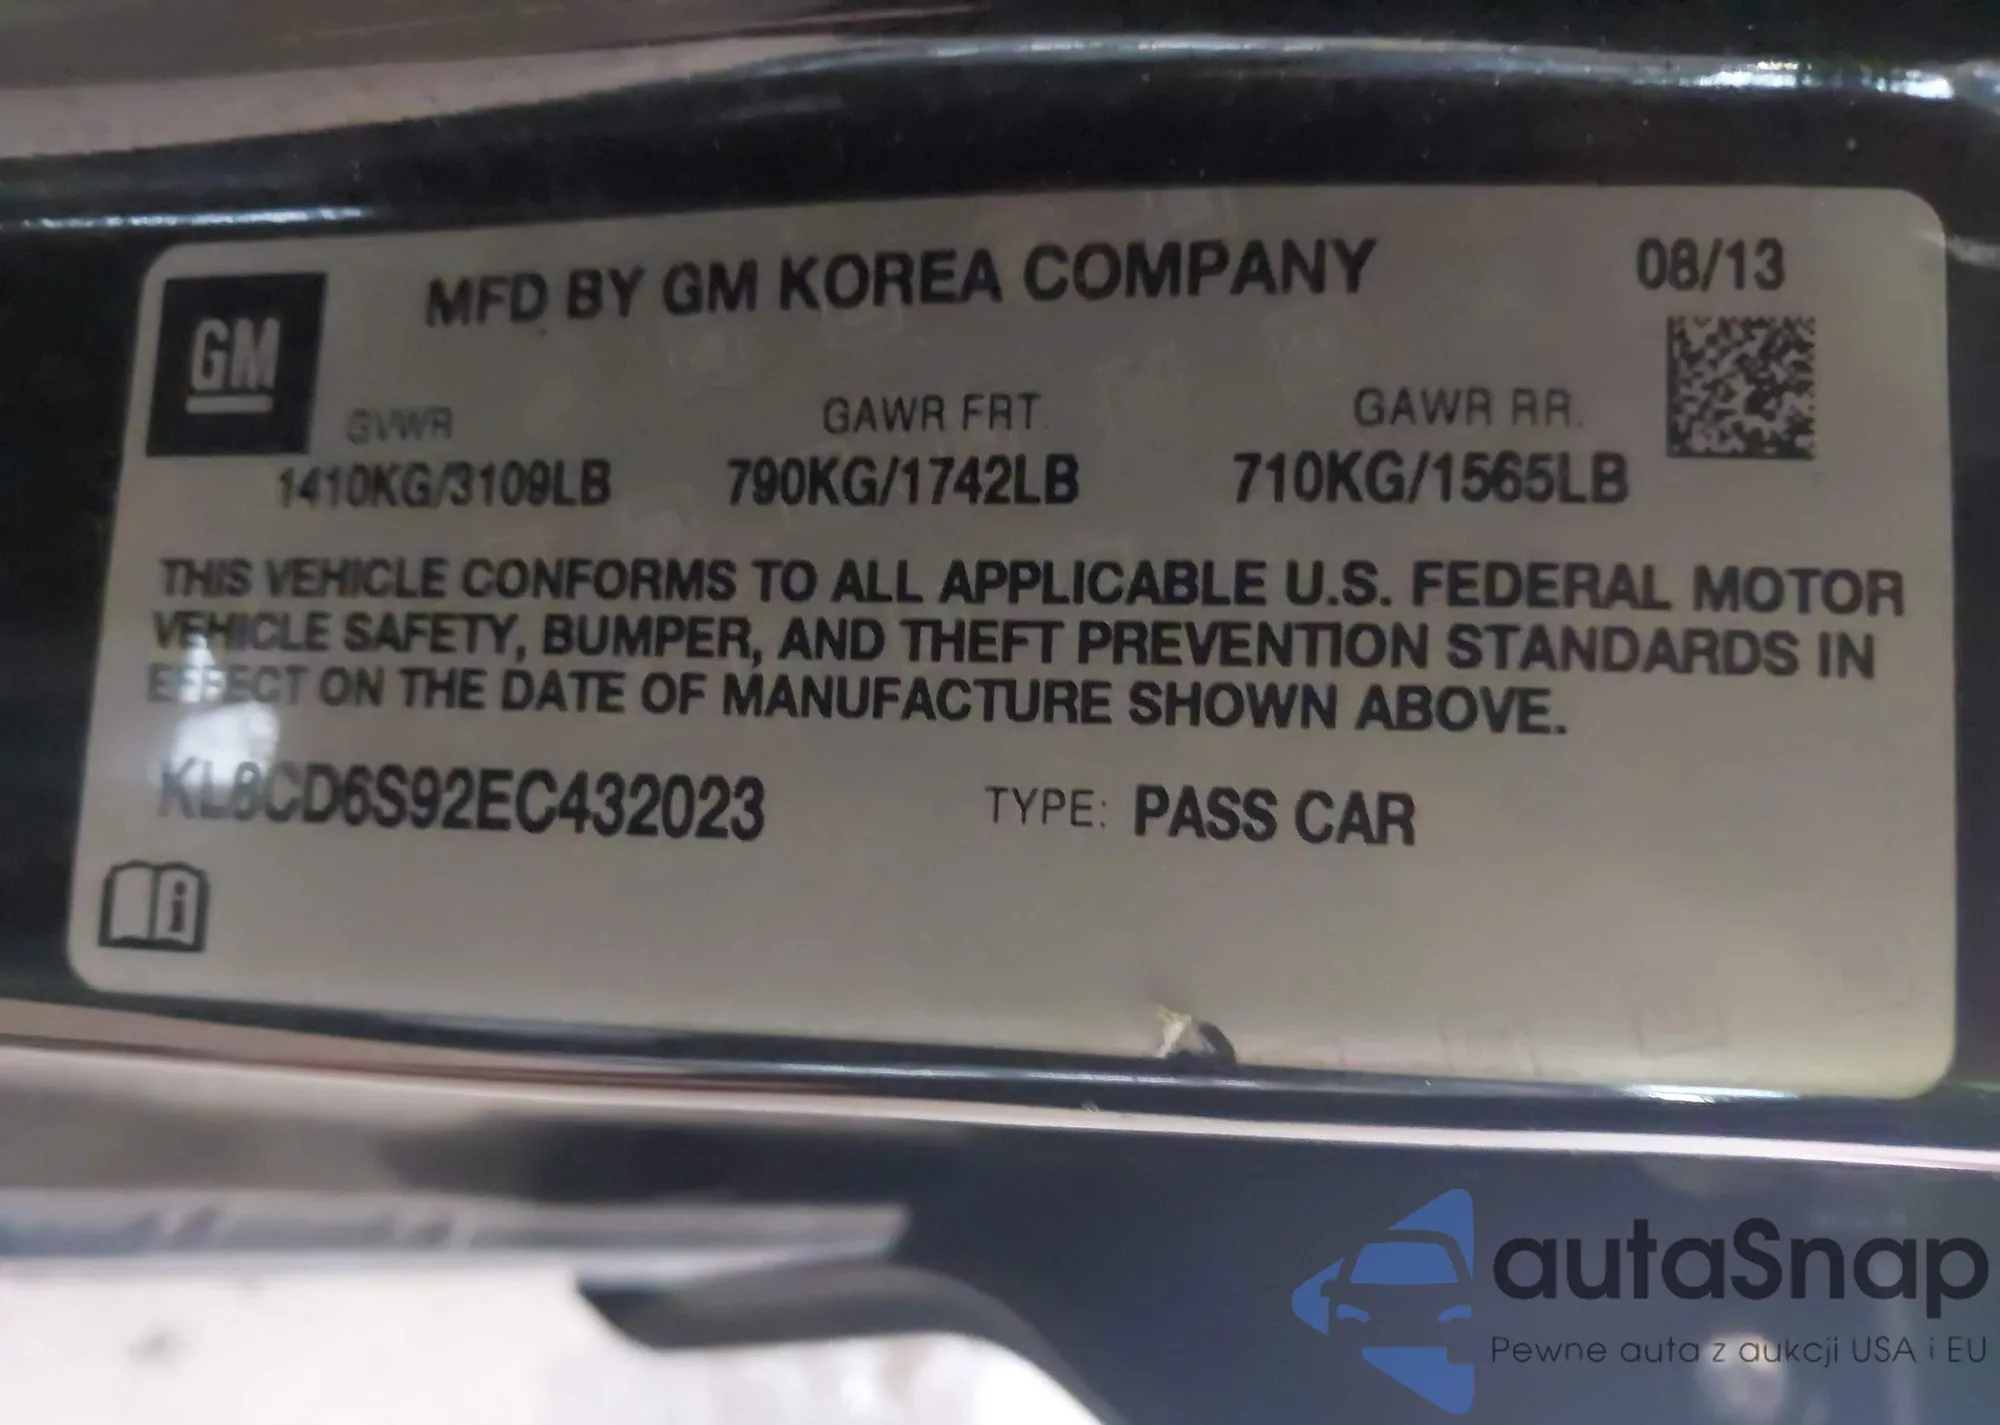 MFD BY GM KOREA COMPANY 08/13
GM
GVWR GAWR FRT. GAWR RR.
1410KG/3109LB 790KG/1742LB 710KG/1565LB
THIS VEHICLE CONFORMS TO ALL APPLICABLE U.S. FEDERAL MOTOR
VEHICLE SAFETY, BUMPER, AND THEFT PREVENTION STANDARDS IN
EFFECT ON THE DATE OF MANUFACTURE SHOWN ABOVE.
KL8CD6S92EC432023 TYPE: PASS CAR
i
autaSnap
Pewne auta z aukcji USA i EU